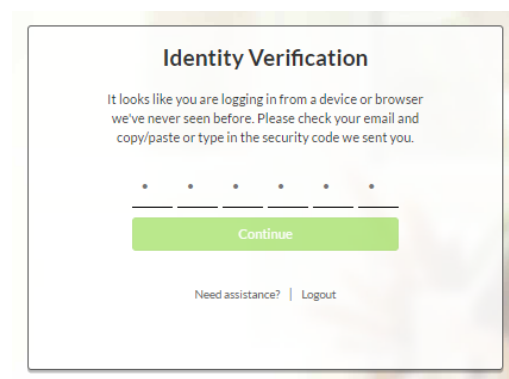 Identity Verification
It looks like you are logging in from a device or browser
we've never seen before. Please check your email and
copy/paste or type in the security code we sent you.
• • • • • •
Continue
Need assistance? | Logout